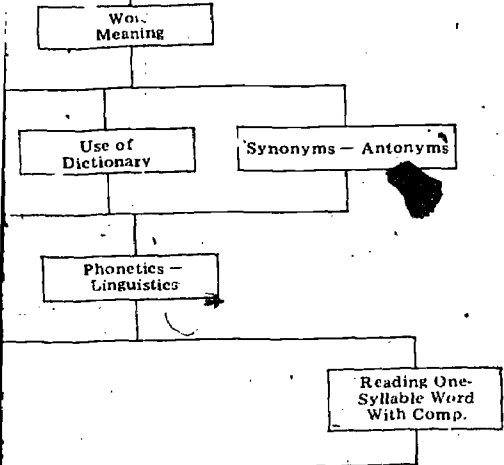 Meaning
Use of
Dictionary
Synonyms — Antonyms
Phonetics —
Linguistics
Reading One-
Syllable Word
With Comp.